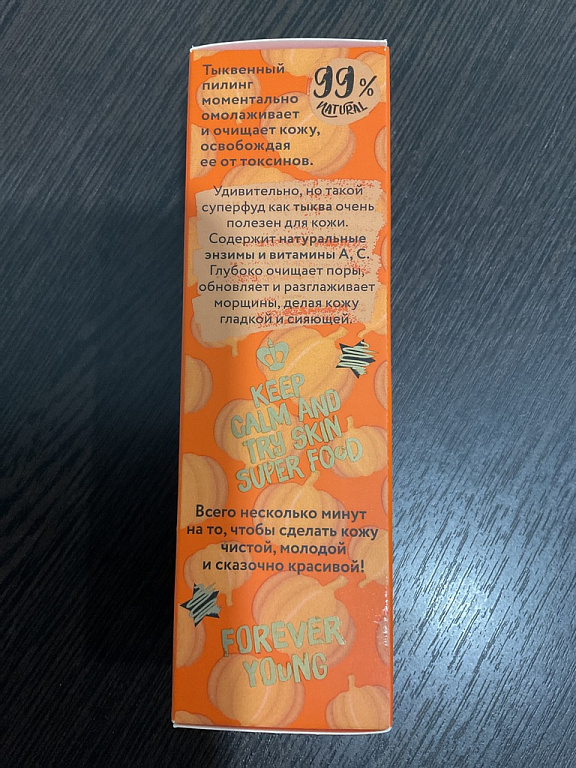 Тыквенный
пилинг
моментально
омолаживает
и очищает кожу,
освобождая
ее от токсинов.
99%
NATURAL
Удивительно, но такой
суперфуд как тыква очень
полезен для кожи.
Содержит натуральные
энзимы и витамины А, С.
Глубоко очищает поры,
обновляет и разглаживает
морщины, делая кожу
гладкой и сияющей.
KEEP
CALM AND
TRY SKIN
SUPER FOOD
Всего несколько минут
на то, чтобы сделать кожу
чистой, молодой
и сказочно красивой!
FOREVER
YOUNG